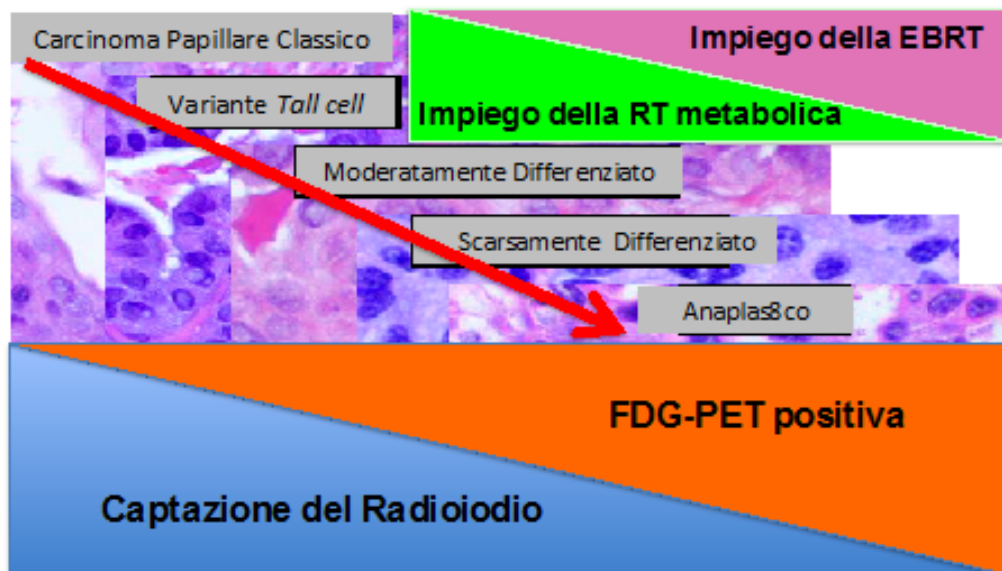 Carcinoma Papillare Classico
Impiego della EBRT
Variante Tall cell
Impiego della RT metabolica
Moderatamente Differenziato
Scarsamente Differenziato
Anaplas8co
FDG-PET positiva
Captazione del Radioiodio